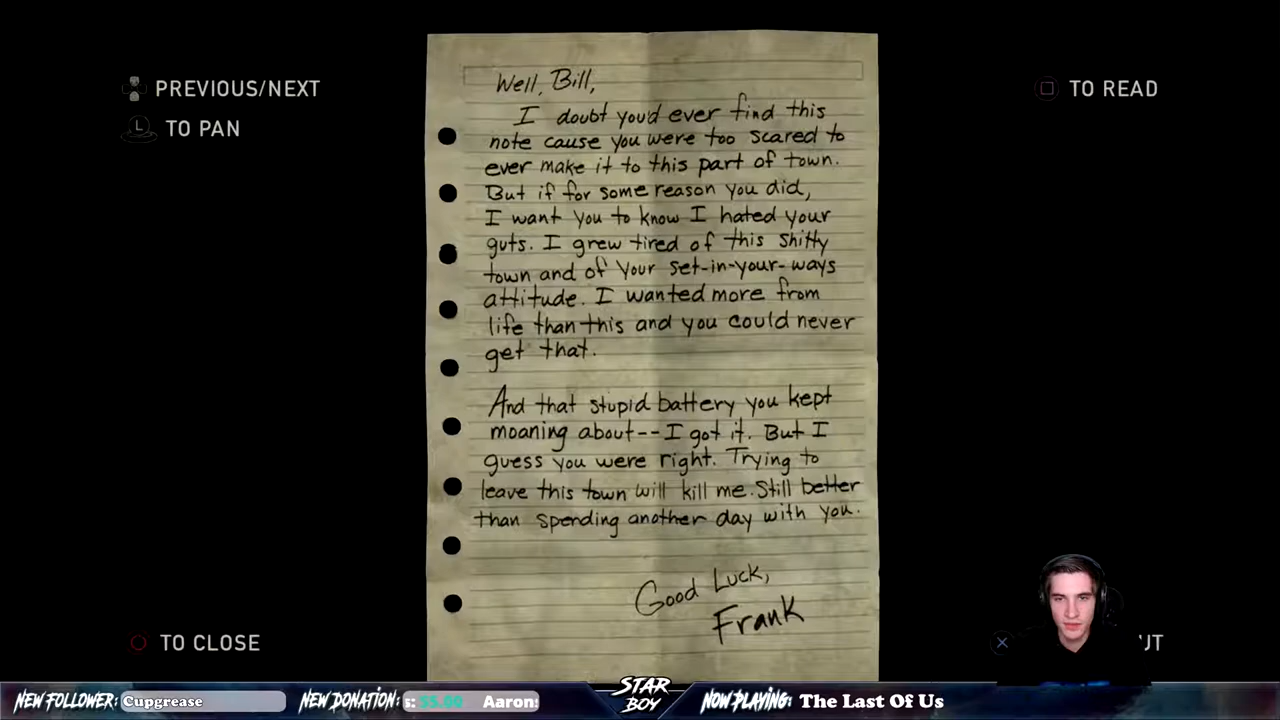 PREVIOUS/NEXT
L TO PAN
TO READ
Well, Bill,
I doubt you'd ever find this
note cause you were too scared to
ever make it to this part of town.
But if for some reason you did,
I want you to know I hated your
guts. I grew tired of this shitty
town and of your set-in-your-ways
attitude. I wanted more from
life than this and you could never
get that.
And that stupid battery you kept
moaning about--I got it. But I
guess you were right. Trying to
leave this town will kill me. Still better
than spending another day with you.
Good Luck,
Frank
TO CLOSE
UT
NEW FOLLOWER: Cupgrease
NEW DONATION: s: $5.00 Aaron:
STAR
BOY
NOW PLAYING: The Last Of Us